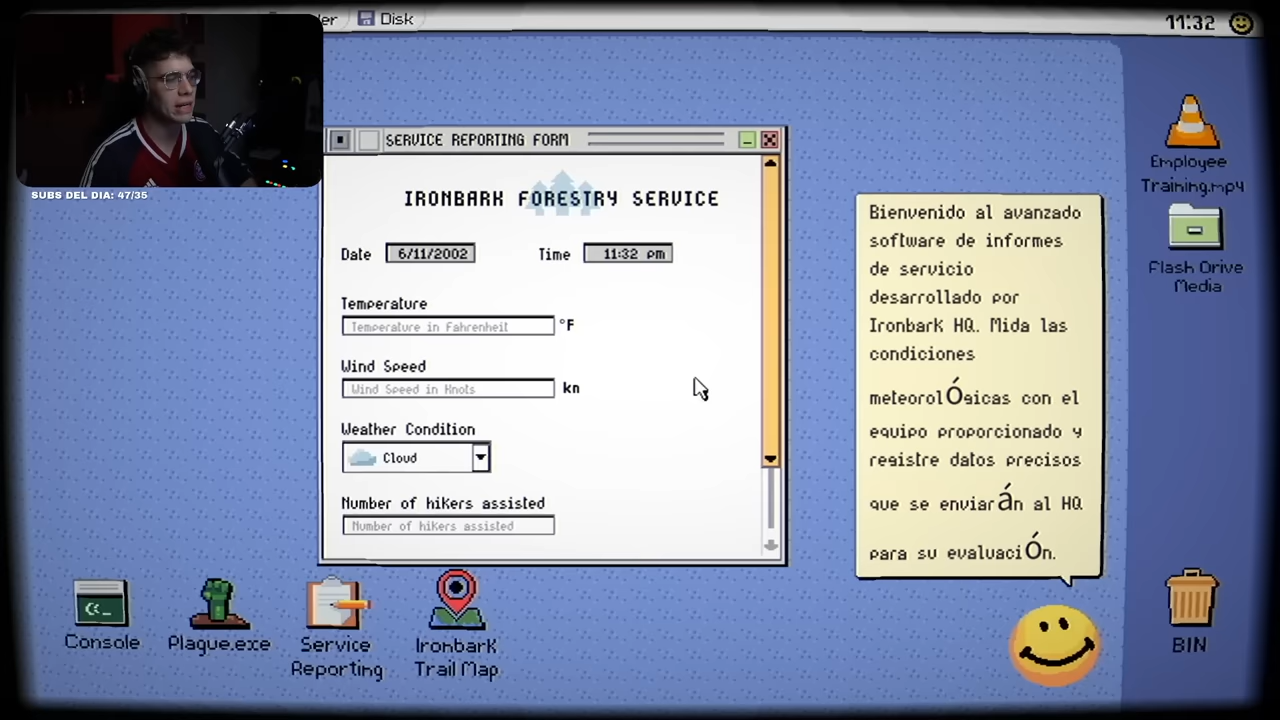 Disk
11:32
SUBS DEL DIA: 47/35
SERVICE REPORTING FORM
IRONBARK FORESTRY SERVICE
Date 6/11/2002 Time 11:32 pm
Temperature
Temperature in Fahrenheit °F
Wind Speed
Wind Speed in Knots kn
Weather Condition
Cloud
Number of hikers assisted
Number of hikers assisted
Bienvenido al avanzado
software de informes
de servicio
desarrollado por
Ironbark HQ. Mida las
condiciones
meteorolÓgicas con el
equipo proporcionado y
registre datos precisos
que se enviarán al HQ
para su evaluaciÓn.
Employee
Training.mp4
Flash Drive
Media
Console
Plague.exe
Service
Reporting
Ironbark
Trail Map
BIN